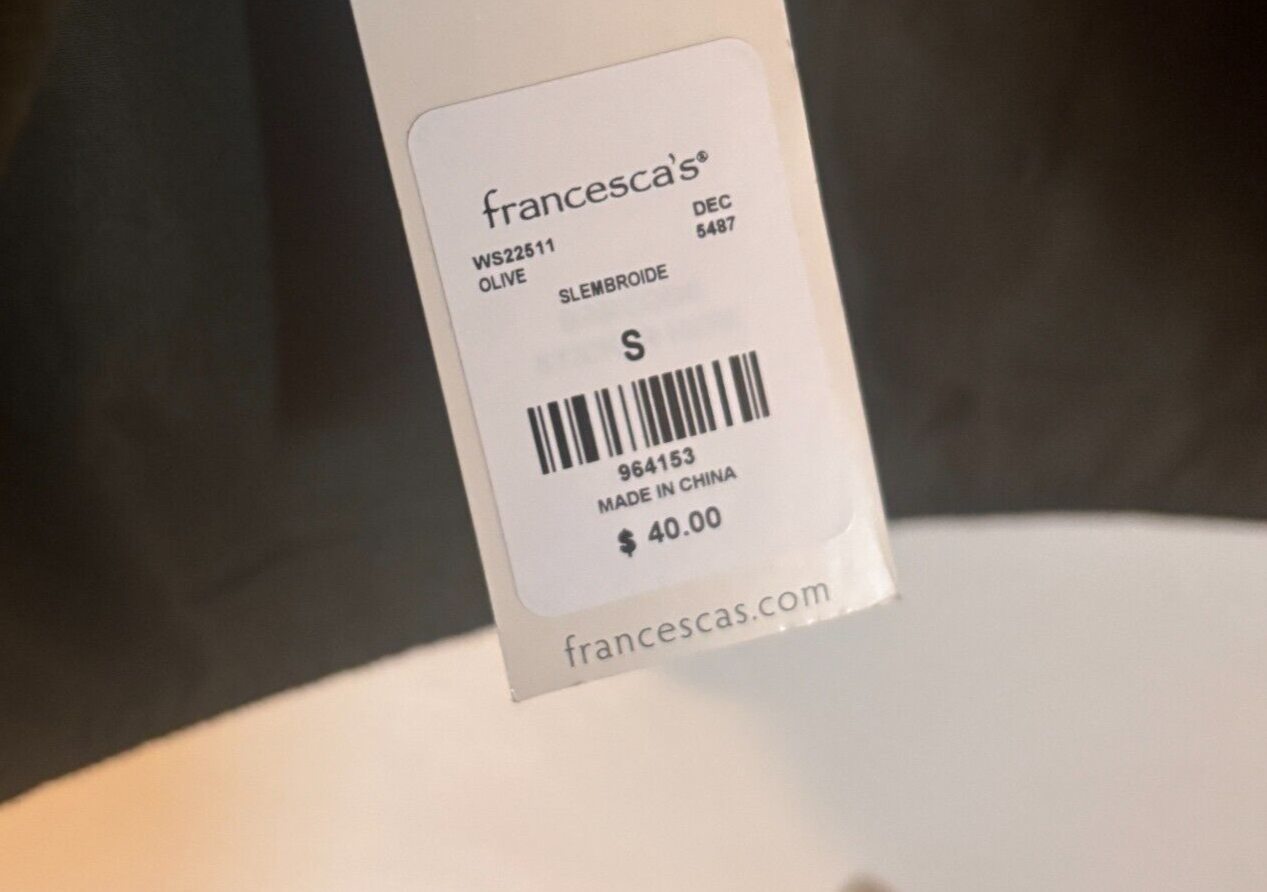 francesca's®
DEC
WS22511 5487
OLIVE
SLEMBROIDE
S
964153
MADE IN CHINA
$ 40.00
francescas.com